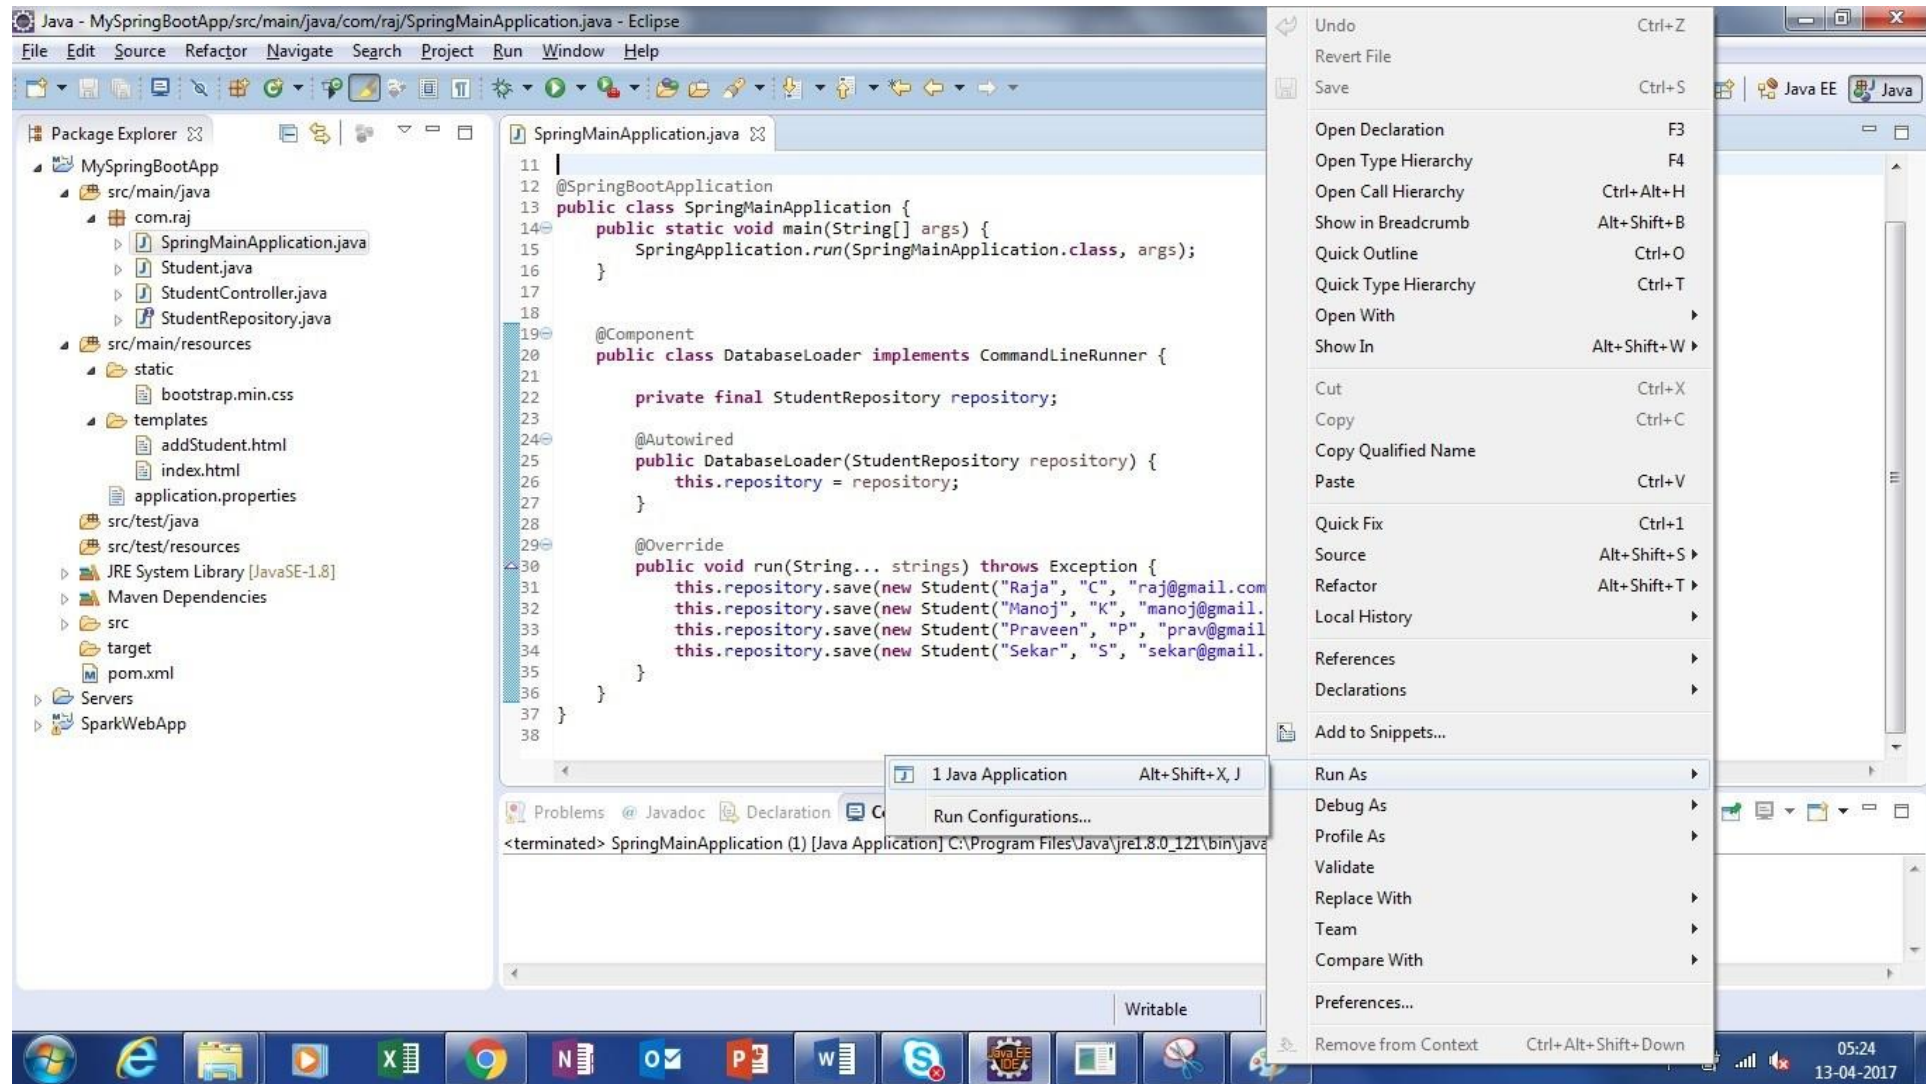 Java - MySpringBootApp/src/main/java/com/raj/SpringMainApplication.java - Eclipse
File Edit Source Refactor Navigate Search Project Run Window Help
Java EE Java
Package Explorer
MySpringBootApp
src/main/java
com.raj
SpringMainApplication.java
Student.java
StudentController.java
StudentRepository.java
src/main/resources
static
bootstrap.min.css
templates
addStudent.html
index.html
application.properties
src/test/java
src/test/resources
JRE System Library [JavaSE-1.8]
Maven Dependencies
src
target
pom.xml
Servers
SparkWebApp
SpringMainApplication.java
11
12 @SpringBootApplication
13 public class SpringMainApplication {
14 public static void main(String[] args) {
15 SpringApplication.run(SpringMainApplication.class, args);
16 }
17
18
19 @Component
20 public class DatabaseLoader implements CommandLineRunner {
21
22 private final StudentRepository repository;
23
24 @Autowired
25 public DatabaseLoader(StudentRepository repository) {
26 this.repository = repository;
27 }
28
29 @Override
30 public void run(String... strings) throws Exception {
31 this.repository.save(new Student("Raja", "C", "raj@gmail.com
32 this.repository.save(new Student("Manoj", "K", "manoj@gmail.
33 this.repository.save(new Student("Praveen", "P", "prav@gmail
34 this.repository.save(new Student("Sekar", "S", "sekar@gmail.
35 }
36 }
37 }
38
1 Java Application Alt+Shift+X, J
Run Configurations...
Problems @ Javadoc Declaration
<terminated> SpringMainApplication (1) [Java Application] C:\Program Files\Java\jre1.8.0_121\bin\java
Writable
Undo Ctrl+Z
Revert File
Save Ctrl+S
Open Declaration F3
Open Type Hierarchy F4
Open Call Hierarchy Ctrl+Alt+H
Show in Breadcrumb Alt+Shift+B
Quick Outline Ctrl+O
Quick Type Hierarchy Ctrl+T
Open With
Show In Alt+Shift+W
Cut Ctrl+X
Copy Ctrl+C
Copy Qualified Name
Paste Ctrl+V
Quick Fix Ctrl+1
Source Alt+Shift+S
Refactor Alt+Shift+T
Local History
References
Declarations
Add to Snippets...
Run As
Debug As
Profile As
Validate
Replace With
Team
Compare With
Preferences...
Remove from Context Ctrl+Alt+Shift+Down
Java EE
IDE
05:24
13-04-2017